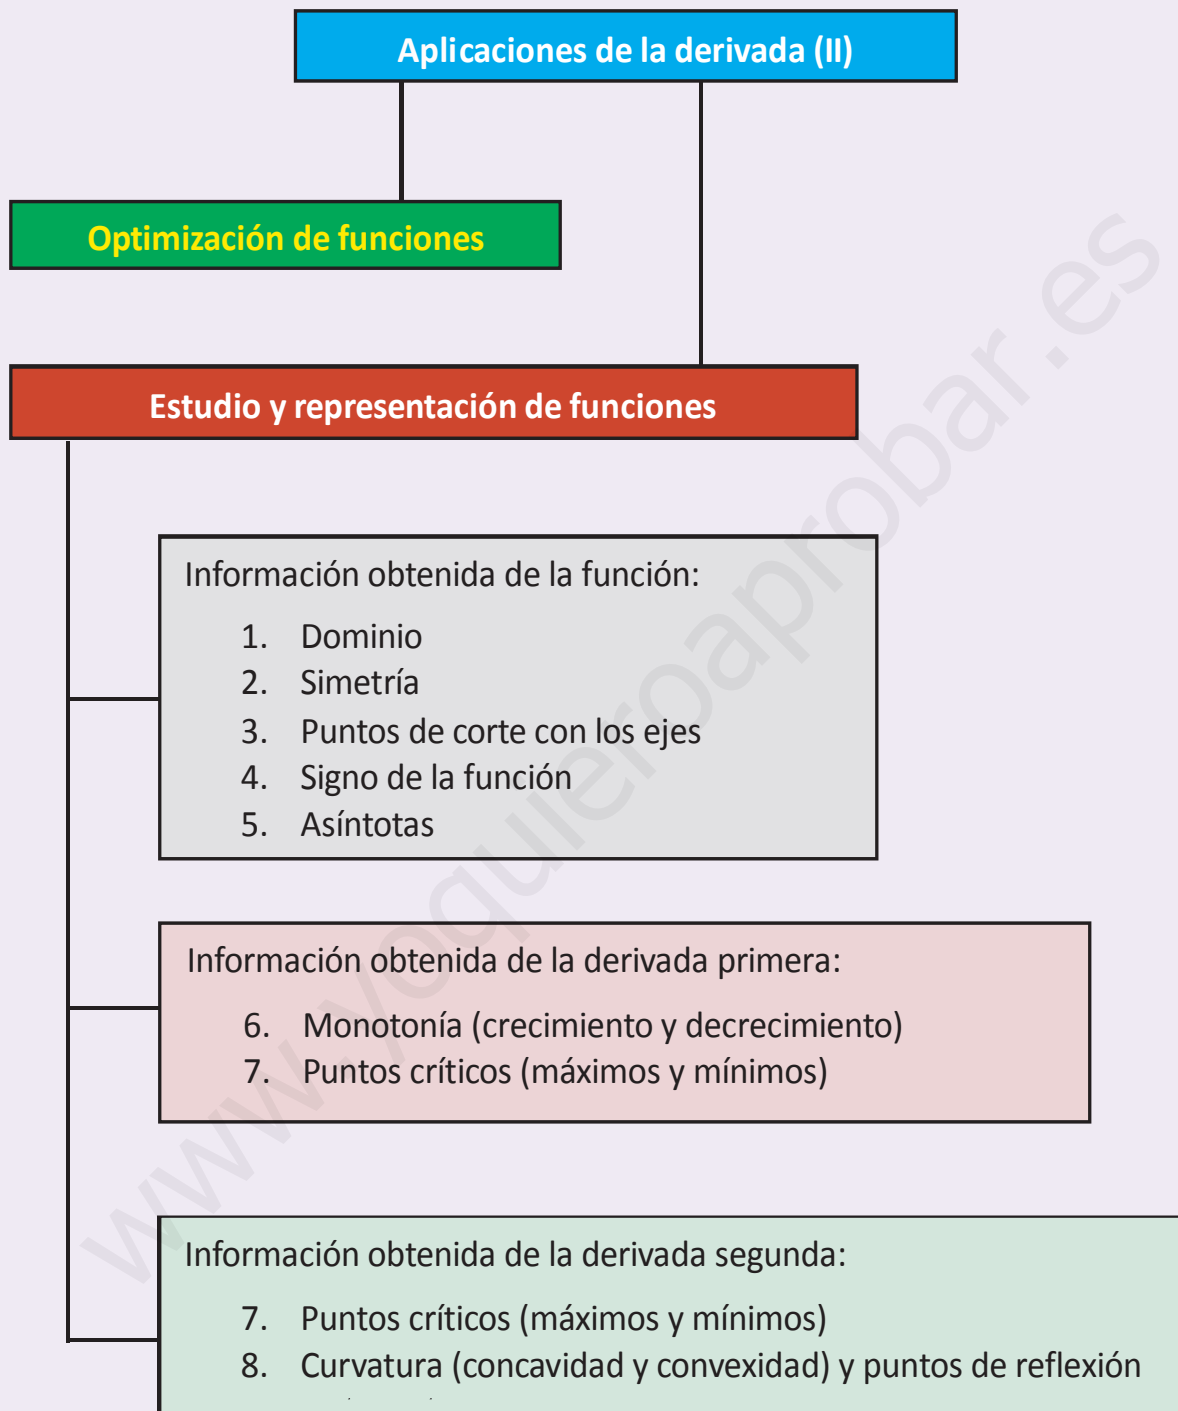 Aplicaciones de la derivada (II)
Optimización de funciones
Estudio y representación de funciones
Información obtenida de la función:
1. Dominio
2. Simetría
3. Puntos de corte con los ejes
4. Signo de la función
5. Asíntotas
Información obtenida de la derivada primera:
6. Monotonía (crecimiento y decrecimiento)
7. Puntos críticos (máximos y mínimos)
Información obtenida de la derivada segunda:
7. Puntos críticos (máximos y mínimos)
8. Curvatura (concavidad y convexidad) y puntos de reflexión
www.yoquieroaprobar.es